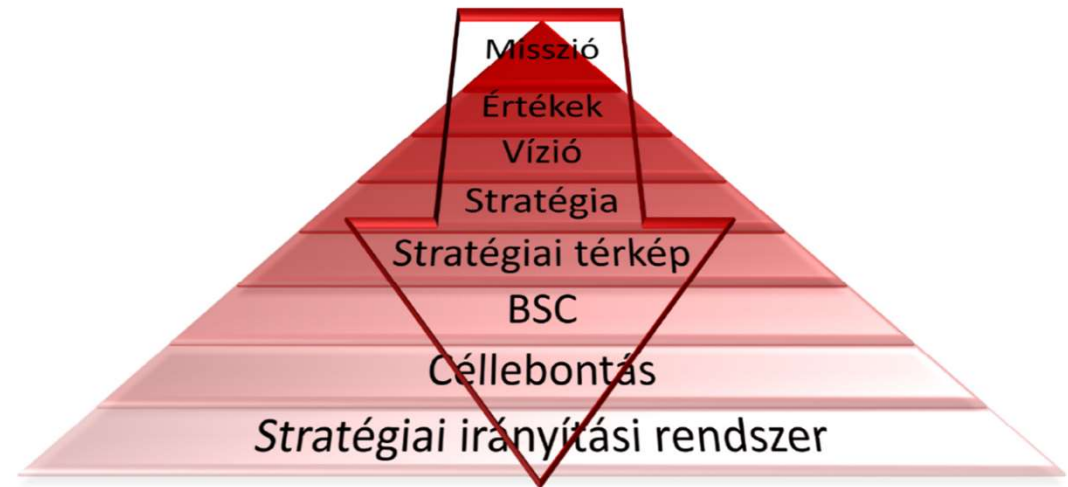 Misszió
Értékek
Vízió
Stratégia
Stratégiai térkép
BSC
Céllebontás
Stratégiai irányítási rendszer